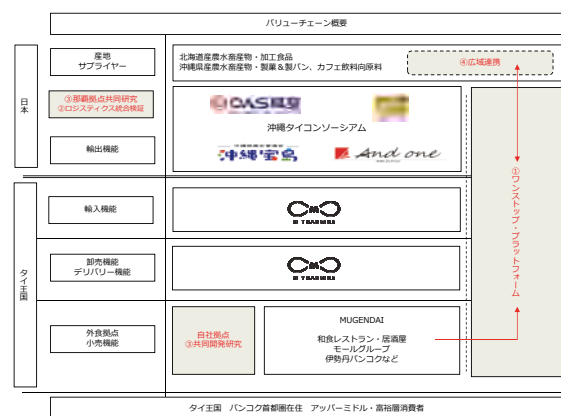 バリューチェーン概要
日本
産地
サプライヤー
北海道産農水畜産物・加工食品
沖縄県産農水畜産物・製菓＆製パン、カフェ飲料向原料
④広域連携
③那覇拠点共同研究
②ロジスティクス統合検証
輸出機能
沖縄タイコンソーシアム
沖縄宝島
And one
①ワンストップ・プラットフォーム
タイ王国
輸入機能
卸売機能
デリバリー機能
外食拠点
小売機能
自社拠点
③共同開発研究
MUGENDAI
和食レストラン・居酒屋
モールグループ
伊勢丹バンコクなど
タイ王国　バンコク首都圏在住　アッパーミドル・高裕層消費者